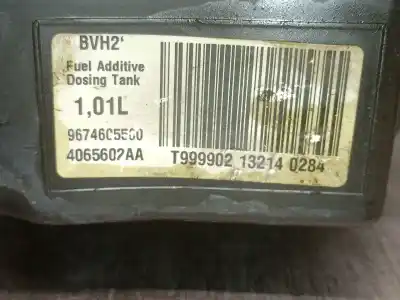 BVH2'
Fuel Additive
Dosing Tank
1,01L
9674605580
4065602AA
T999902 13214 0284